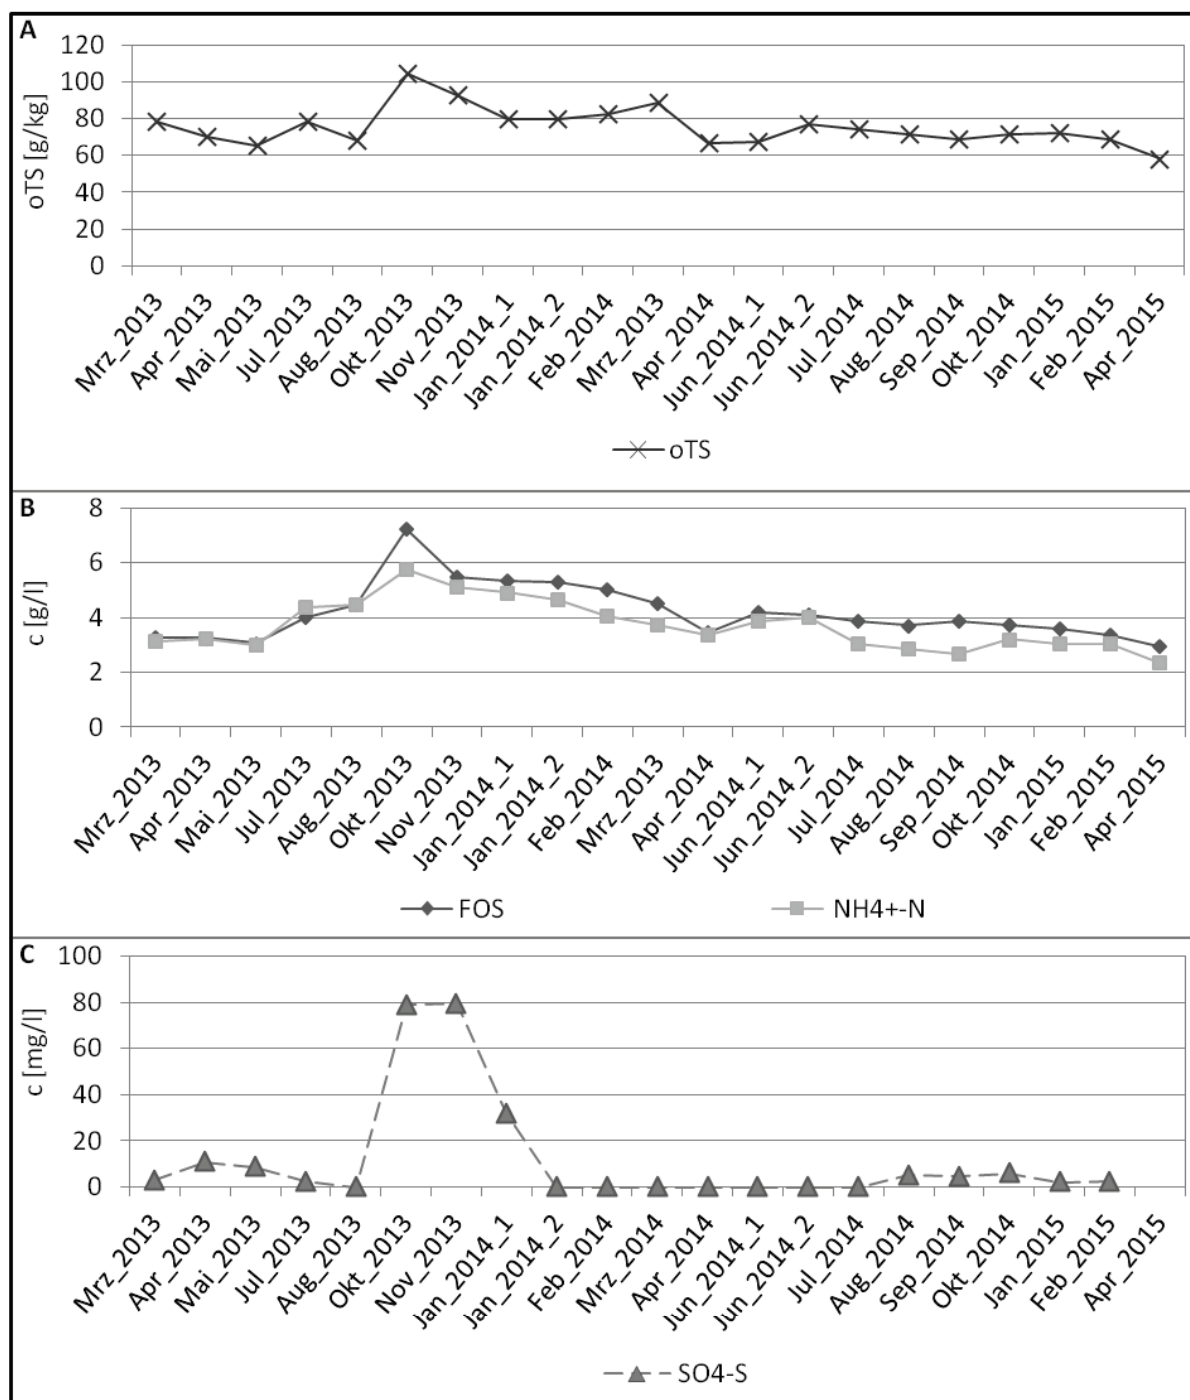 A
120
100
80
60
40
20
0
oTS [g/kg]
Mrz_2013
Apr_2013
Mai_2013
Jul_2013
Aug_2013
Okt_2013
Nov_2013
Jan_2014_1
Jan_2014_2
Feb_2014
Mrz_2013
Apr_2014
Jun_2014_1
Jun_2014_2
Jul_2014
Aug_2014
Sep_2014
Okt_2014
Jan_2015
Feb_2015
Apr_2015
oTS
B
8
6
4
2
0
c [g/l]
Mrz_2013
Apr_2013
Mai_2013
Jul_2013
Aug_2013
Okt_2013
Nov_2013
Jan_2014_1
Jan_2014_2
Feb_2014
Mrz_2013
Apr_2014
Jun_2014_1
Jun_2014_2
Jul_2014
Aug_2014
Sep_2014
Okt_2014
Jan_2015
Feb_2015
Apr_2015
FOS NH4+-N
C
100
80
60
40
20
0
c [mg/l]
Mrz_2013
Apr_2013
Mai_2013
Jul_2013
Aug_2013
Okt_2013
Nov_2013
Jan_2014_1
Jan_2014_2
Feb_2014
Mrz_2014
Apr_2014
Jun_2014_1
Jun_2014_2
Jul_2014
Aug_2014
Sep_2014
Okt_2014
Jan_2015
Feb_2015
Apr_2015
SO4-S